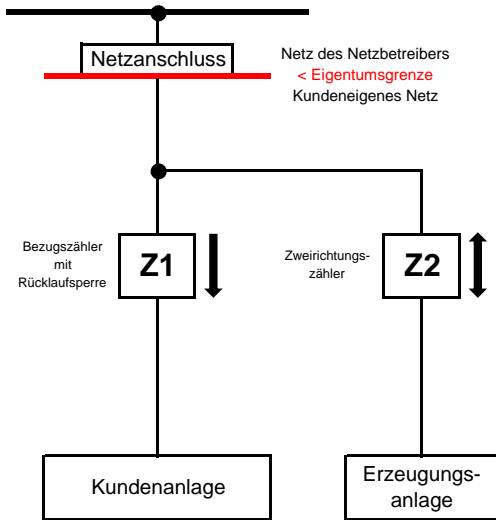 Netzanschluss
Netz des Netzbetreibers
< Eigentumsgrenze
Kundeneigenes Netz
Bezugszähler
mit
Rücklaufsperre
Z1
Zweirichtungs-
zähler
Z2
Kundenanlage
Erzeugungs-
anlage